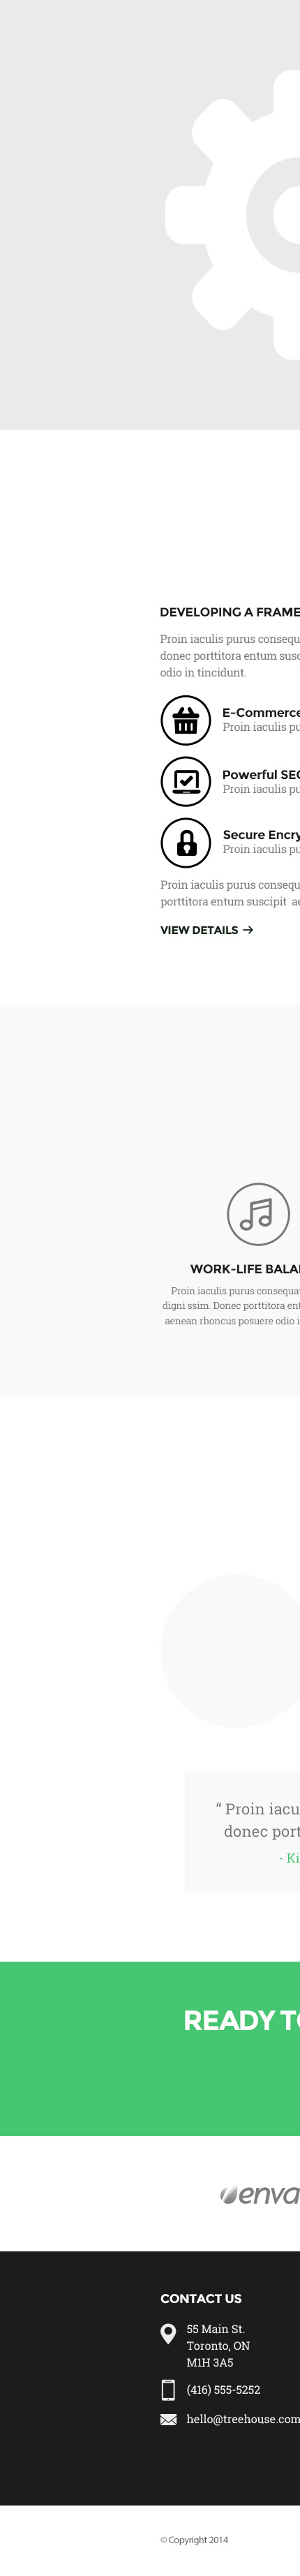 DEVELOPING A FRAME
Proin iaculis purus consequ
donec porttitora entum susc
odio in tincidunt.
E-Commerce
Proin iaculis pu
Powerful SEO
Proin iaculis pu
Secure Encry
Proin iaculis pu
Proin iaculis purus consequ
porttitora entum suscipit ae
VIEW DETAILS →
WORK-LIFE BALA
Proin iaculis purus consequa
digni ssim. Donec porttitora ent
aenean rhoncus posuere odio i
“ Proin iacu
donec port
- Ki
READY TO
enva
CONTACT US
55 Main St.
Toronto, ON
M1H 3A5
(416) 555-5252
hello@treehouse.com
© Copyright 2014